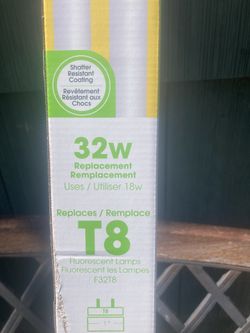 Shatter
Resistant
Coating
Revêtement
Résistant aux
Chocs
32w
Replacement
Remplacement
Uses / Utiliser 18w
Replaces / Remplace
T8
Fluorescent Lamps
Fluorescent les Lampes
F32T8
T8